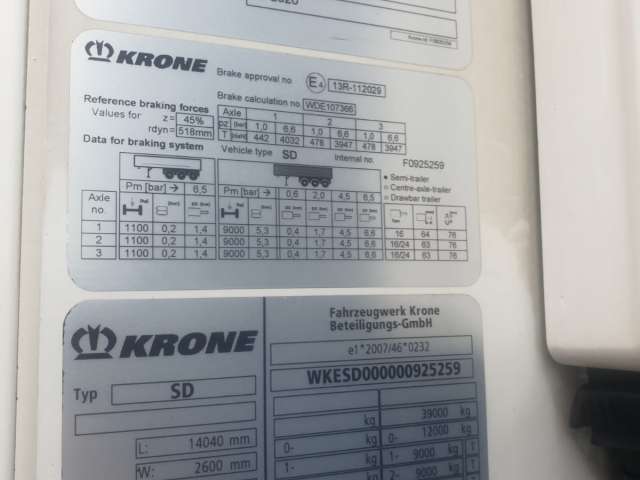 KRONE
Brake approval no E4 13R-112029
Brake calculation no WDE107366
Reference braking forces
Values for z= 45%
rdyn= 518mm
Axle 1 2 3
pz [bar] 1,0 6,6 1,0 6,6 1,0 6,6
T [daN] 442 4032 478 3947 478 3947
Data for braking system
Vehicle type SD Internal no. F0925259
Semi-trailer
Centre-axle-trailer
Drawbar trailer
Pm [bar] → 6,5 Pm [bar] → 0,6 2,0 4,5 6,5
Axle no.
1 1100 0,2 1,4 9000 5,3 0,4 1,7 4,5 6,6 16 64 76
2 1100 0,2 1,4 9000 5,3 0,4 1,7 4,5 6,6 16/24 63 76
3 1100 0,2 1,4 9000 5,3 0,4 1,7 4,5 6,6 16/24 63 76
KRONE
Fahrzeugwerk Krone
Beteiligungs-GmbH
e1*2007/46*0232
Typ SD
WKESD000000925259
L: 14040 mm
W: 2600 mm
kg 39000 kg
0- kg 0- 12000 kg
1- kg 1- 9000 kg T
kg 2- 9000 kg T